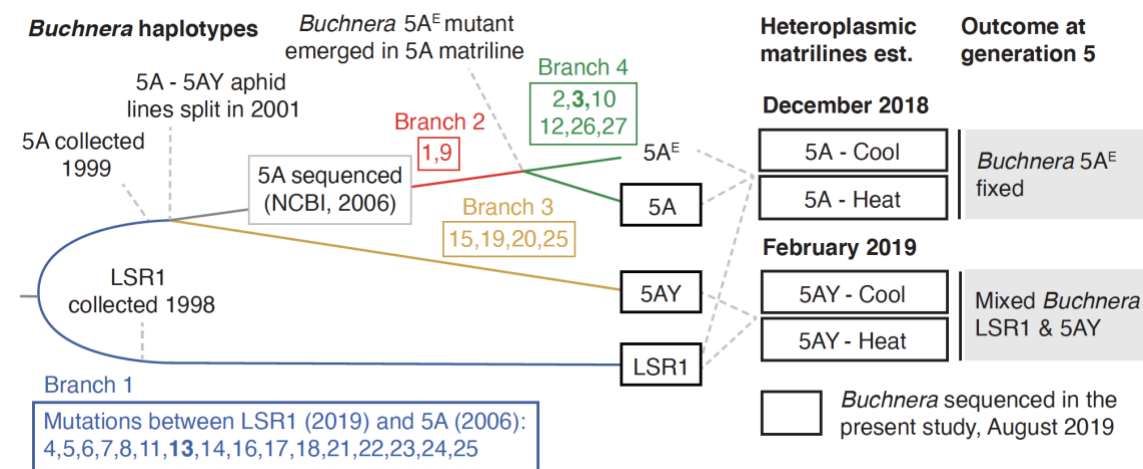 Buchnera haplotypes
5A collected
1999
5A - 5AY aphid
lines split in 2001
Buchnera 5AE mutant
emerged in 5A matriline
5A sequenced
(NCBI, 2006)
Branch 2
1,9
Branch 4
2,3,10
12,26,27
Branch 3
15,19,20,25
5AE
5A
5AY
LSR1
LSR1
collected 1998
Branch 1
Mutations between LSR1 (2019) and 5A (2006):
4,5,6,7,8,11,13,14,16,17,18,21,22,23,24,25
Heteroplasmic
matrilines est.
December 2018
5A - Cool
5A - Heat
February 2019
5AY - Cool
5AY - Heat
Outcome at
generation 5
Buchnera 5AE
fixed
Mixed Buchnera
LSR1 & 5AY
Buchnera sequenced in the
present study, August 2019